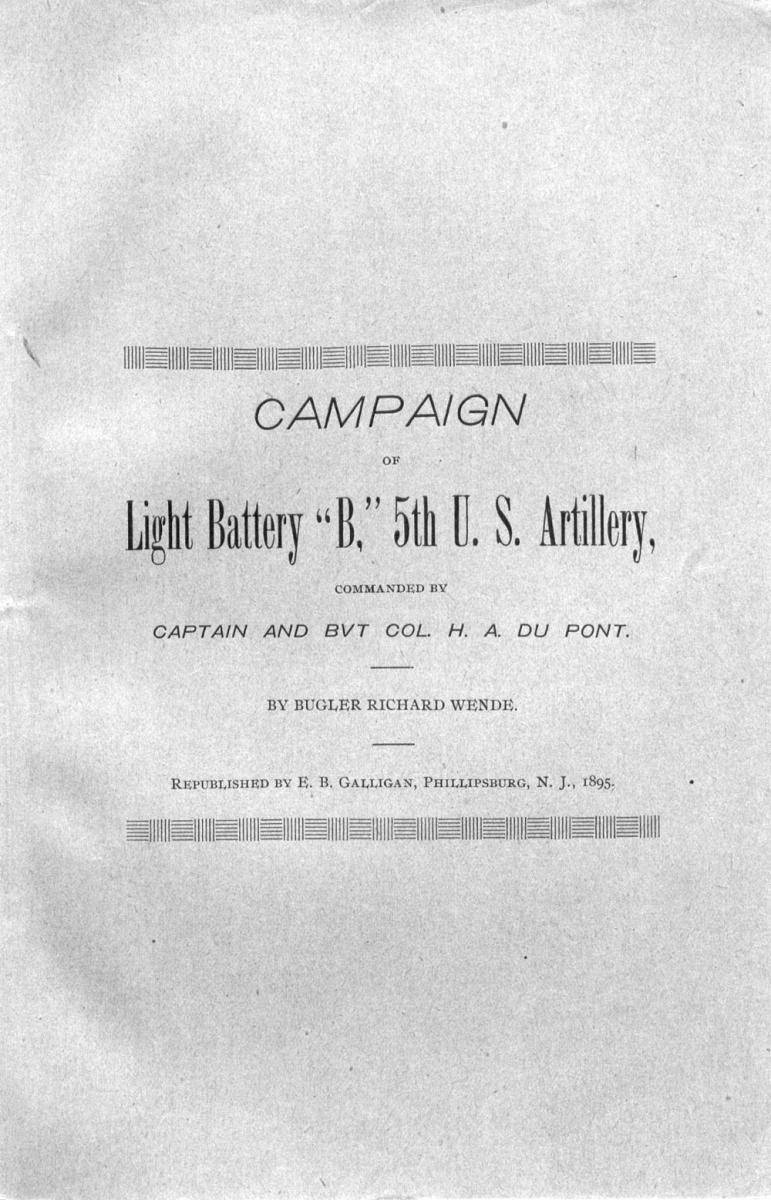 CAMPAIGN
OF
Light Battery “B,” 5th U. S. Artillery,
COMMANDED BY
CAPTAIN AND BVT COL. H. A. DU PONT.
BY BUGLER RICHARD WENDE.
REPUBLISHED BY E. B. GALLIGAN, PHILLIPSBURG, N. J., 1895.